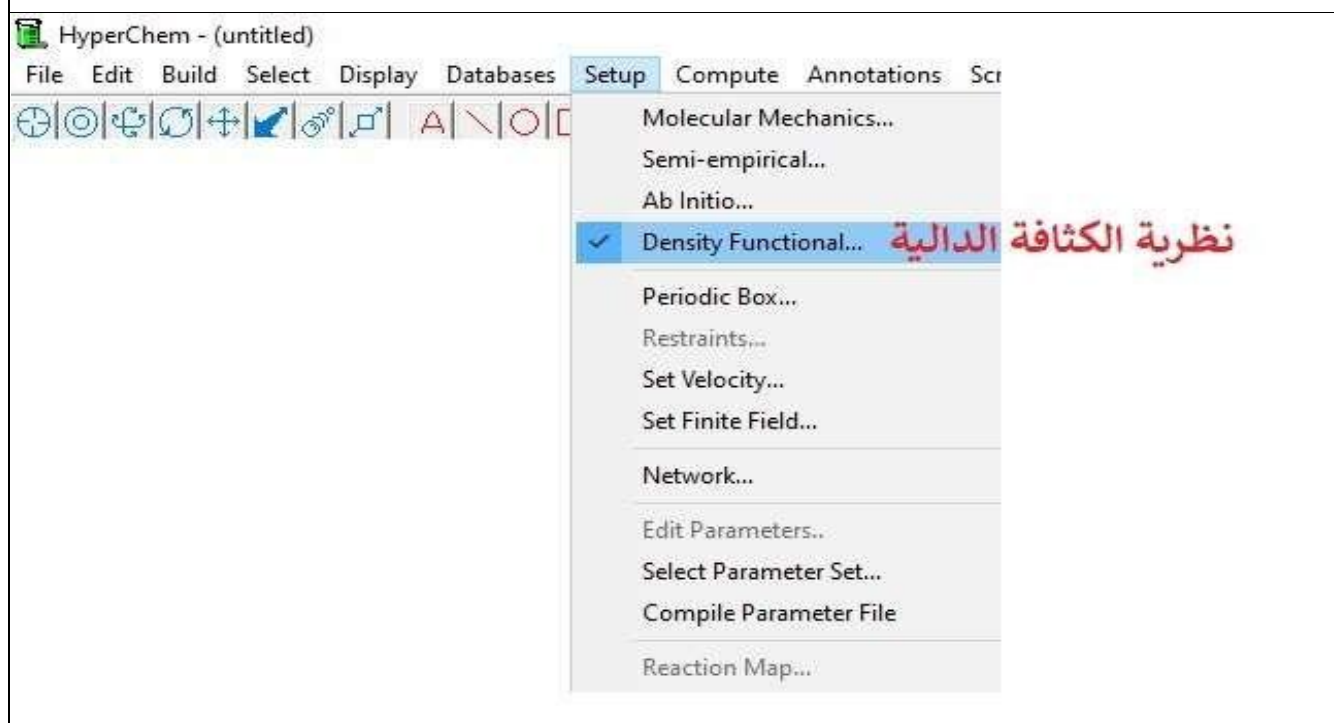 HyperChem - (untitled)
File Edit Build Select Display Databases Setup Compute Annotations Scr
A
Molecular Mechanics...
Semi-empirical...
Ab Initio...
Density Functional... نظرية الكثافة الدالية
Periodic Box...
Restraints...
Set Velocity...
Set Finite Field...
Network...
Edit Parameters..
Select Parameter Set...
Compile Parameter File
Reaction Map...